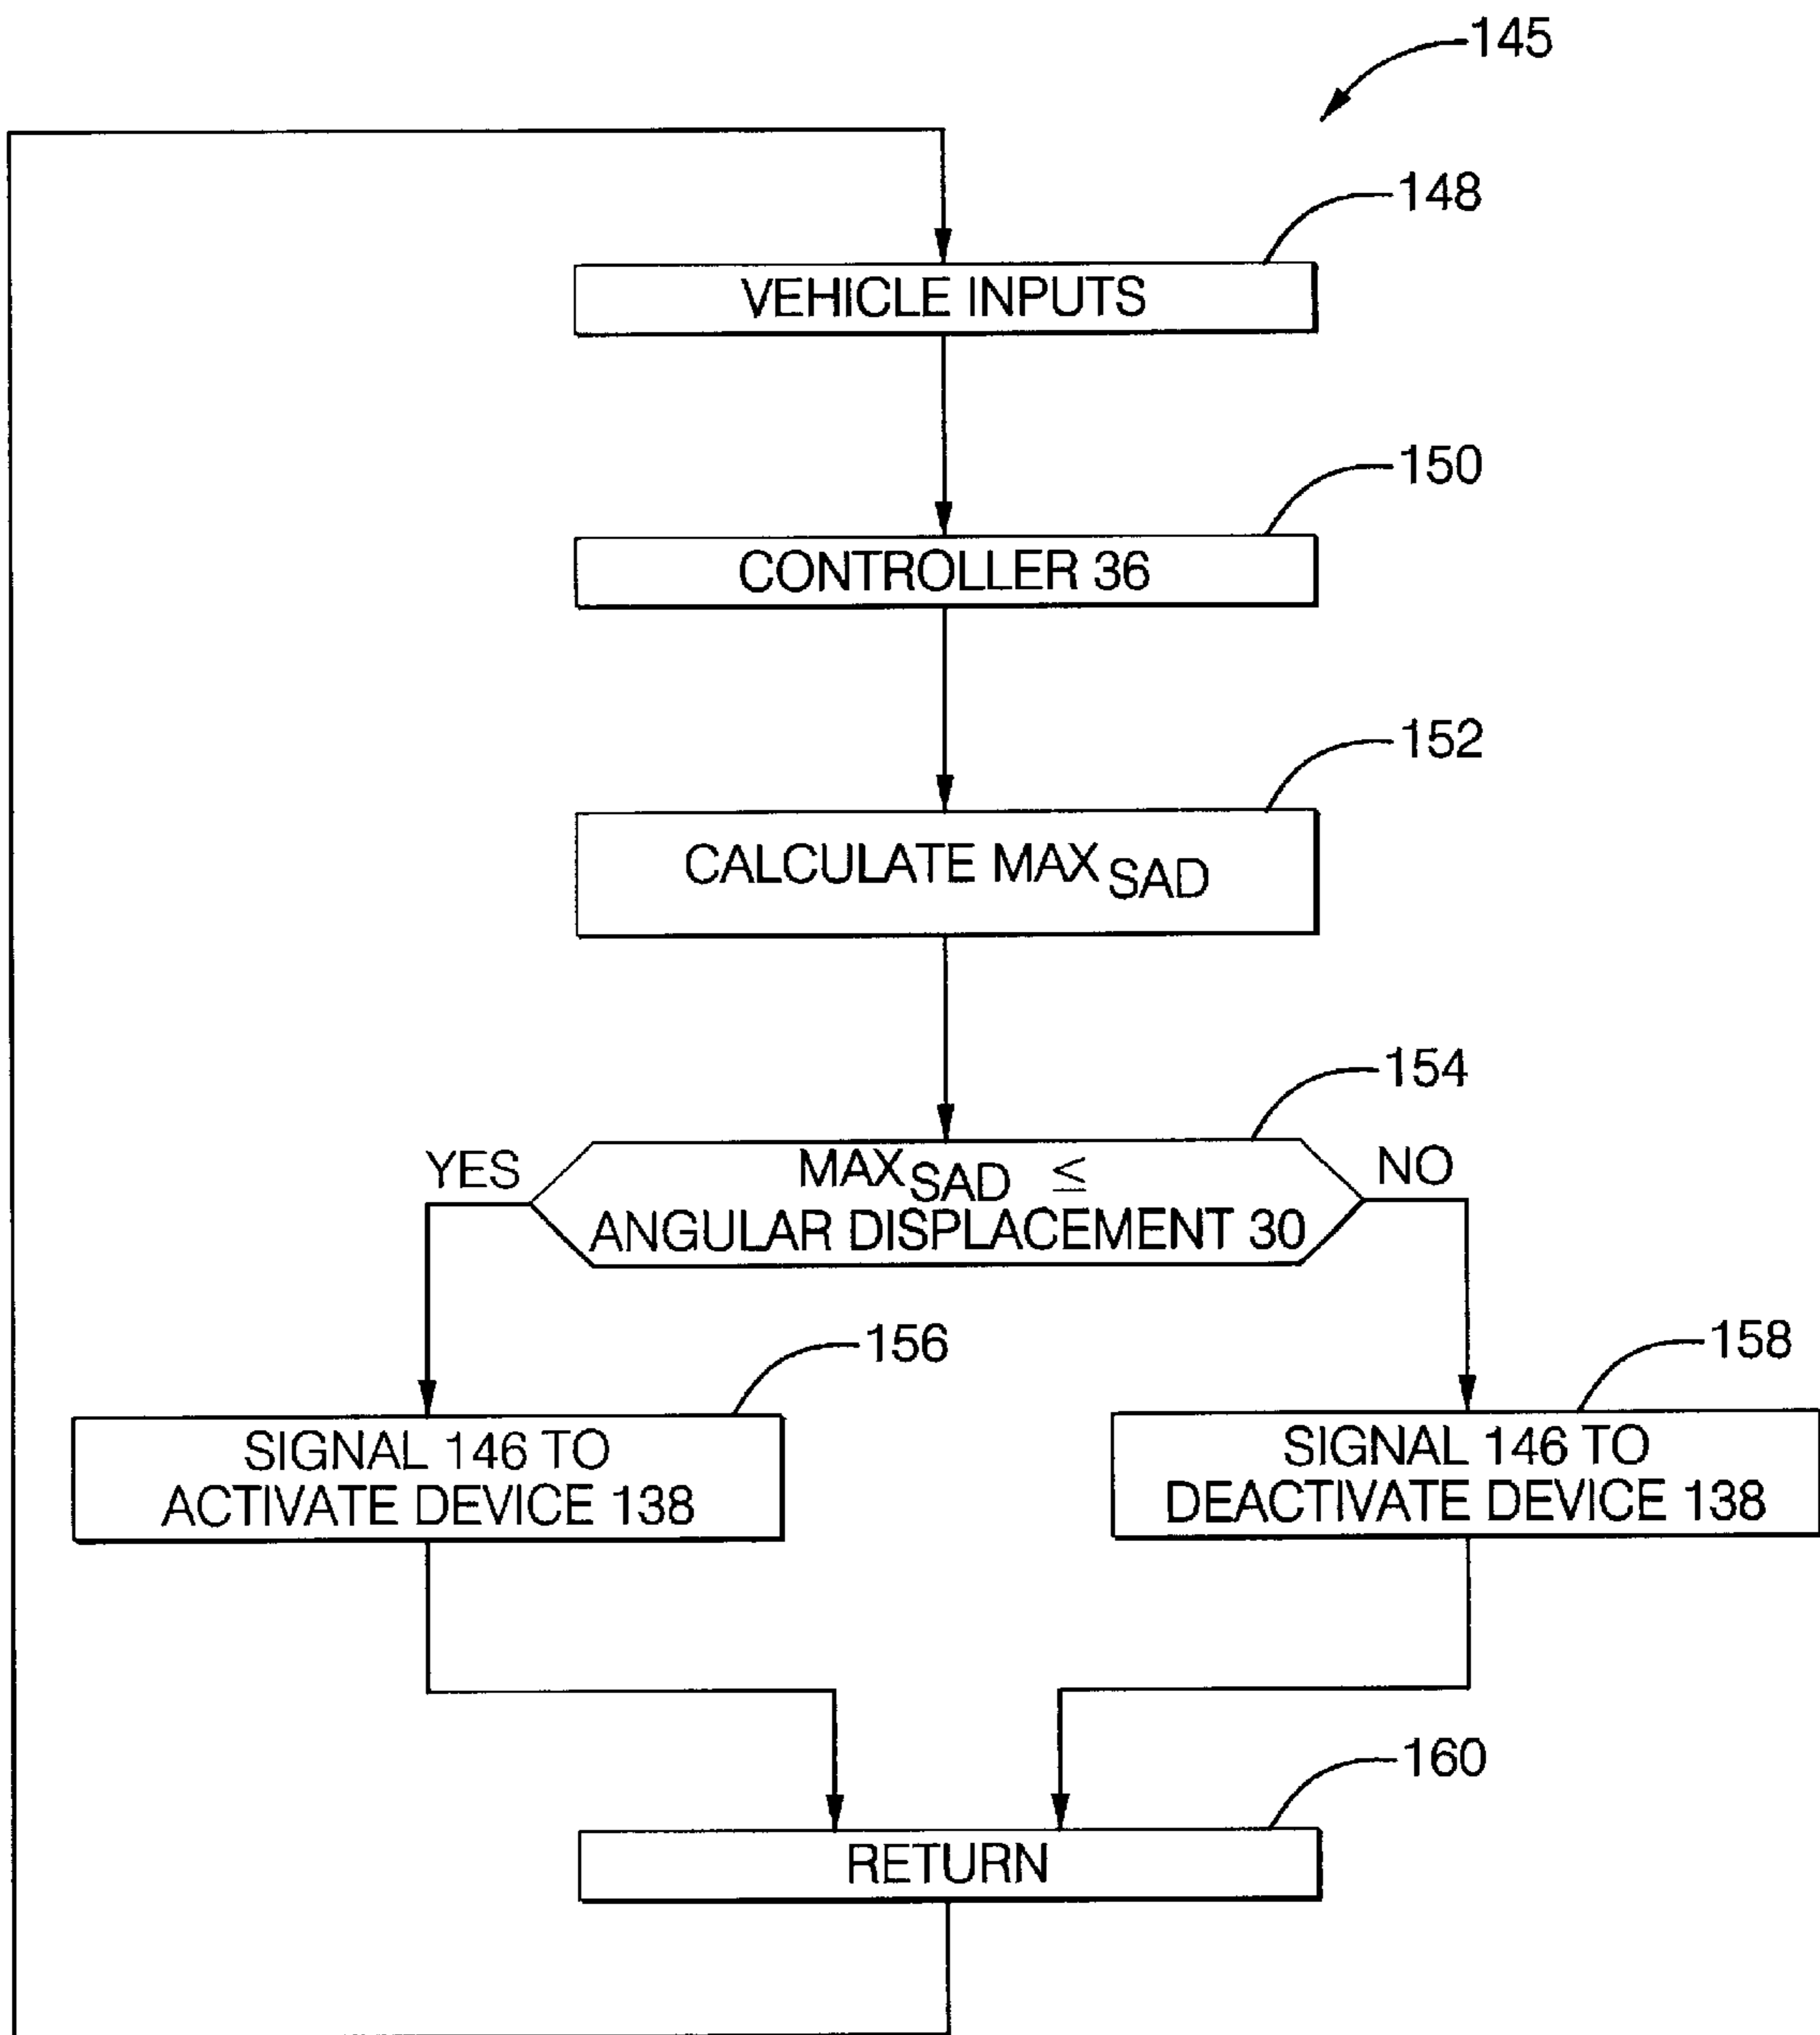 145
148
VEHICLE INPUTS
150
CONTROLLER 36
152
CALCULATE MAX SAD
154
YES
MAX SAD ≤
NO
ANGULAR DISPLACEMENT 30
156
158
SIGNAL 146 TO
ACTIVATE DEVICE 138
SIGNAL 146 TO
DEACTIVATE DEVICE 138
160
RETURN